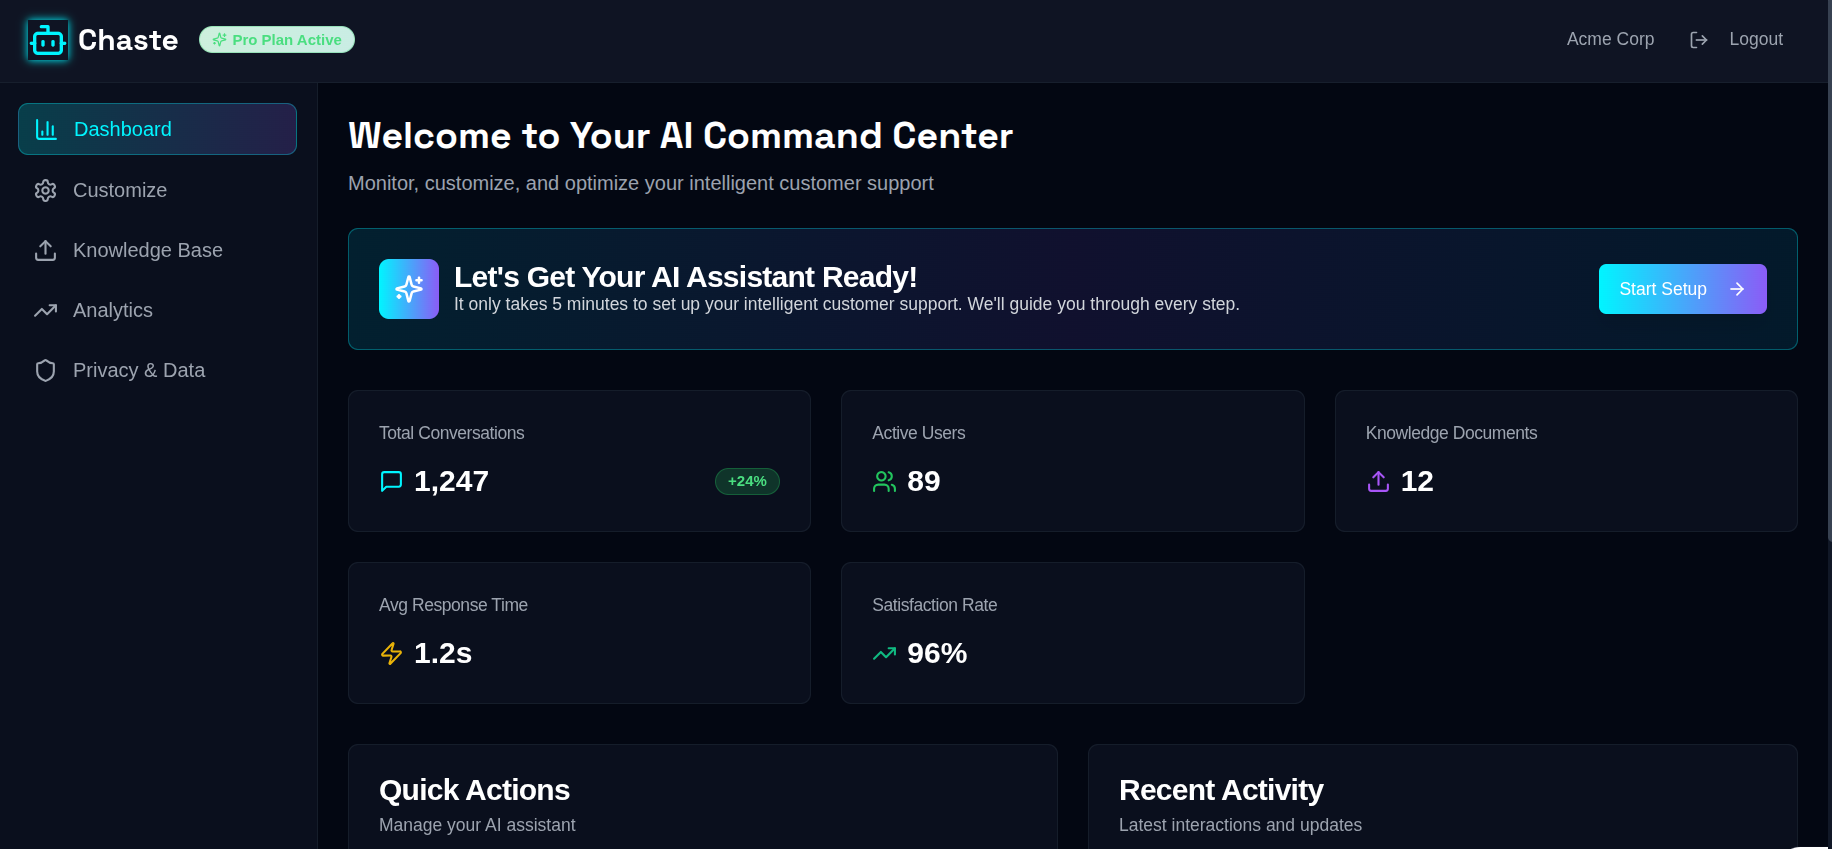 Chaste
Pro Plan Active
Acme Corp
Logout
Dashboard
Customize
Knowledge Base
Analytics
Privacy & Data
Welcome to Your AI Command Center
Monitor, customize, and optimize your intelligent customer support
Let's Get Your AI Assistant Ready!
It only takes 5 minutes to set up your intelligent customer support. We'll guide you through every step.
Start Setup
Total Conversations
1,247
+24%
Active Users
89
Knowledge Documents
12
Avg Response Time
1.2s
Satisfaction Rate
96%
Quick Actions
Manage your AI assistant
Recent Activity
Latest interactions and updates